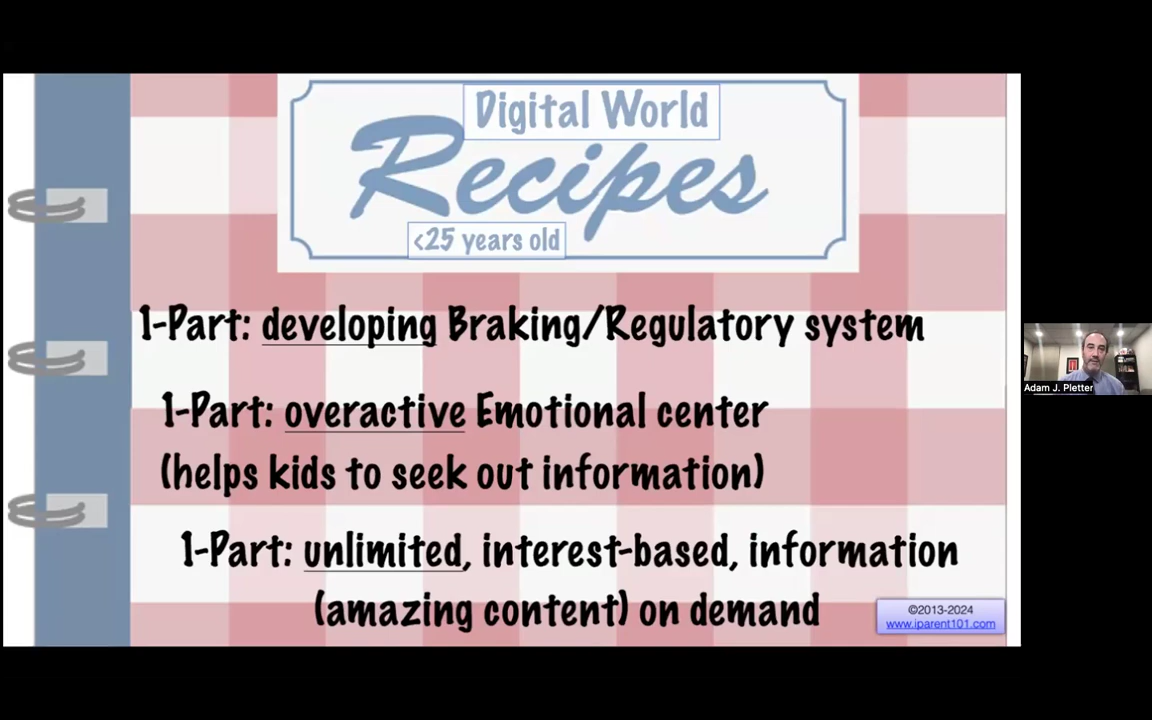 Digital World
Recipes
<25 years old
1-Part: developing Braking/Regulatory system
1-Part: overactive Emotional center
(helps kids to seek out information)
1-Part: unlimited, interest-based, information
(amazing content) on demand
©2013-2024
www.iparent101.com
Adam J. Pletter